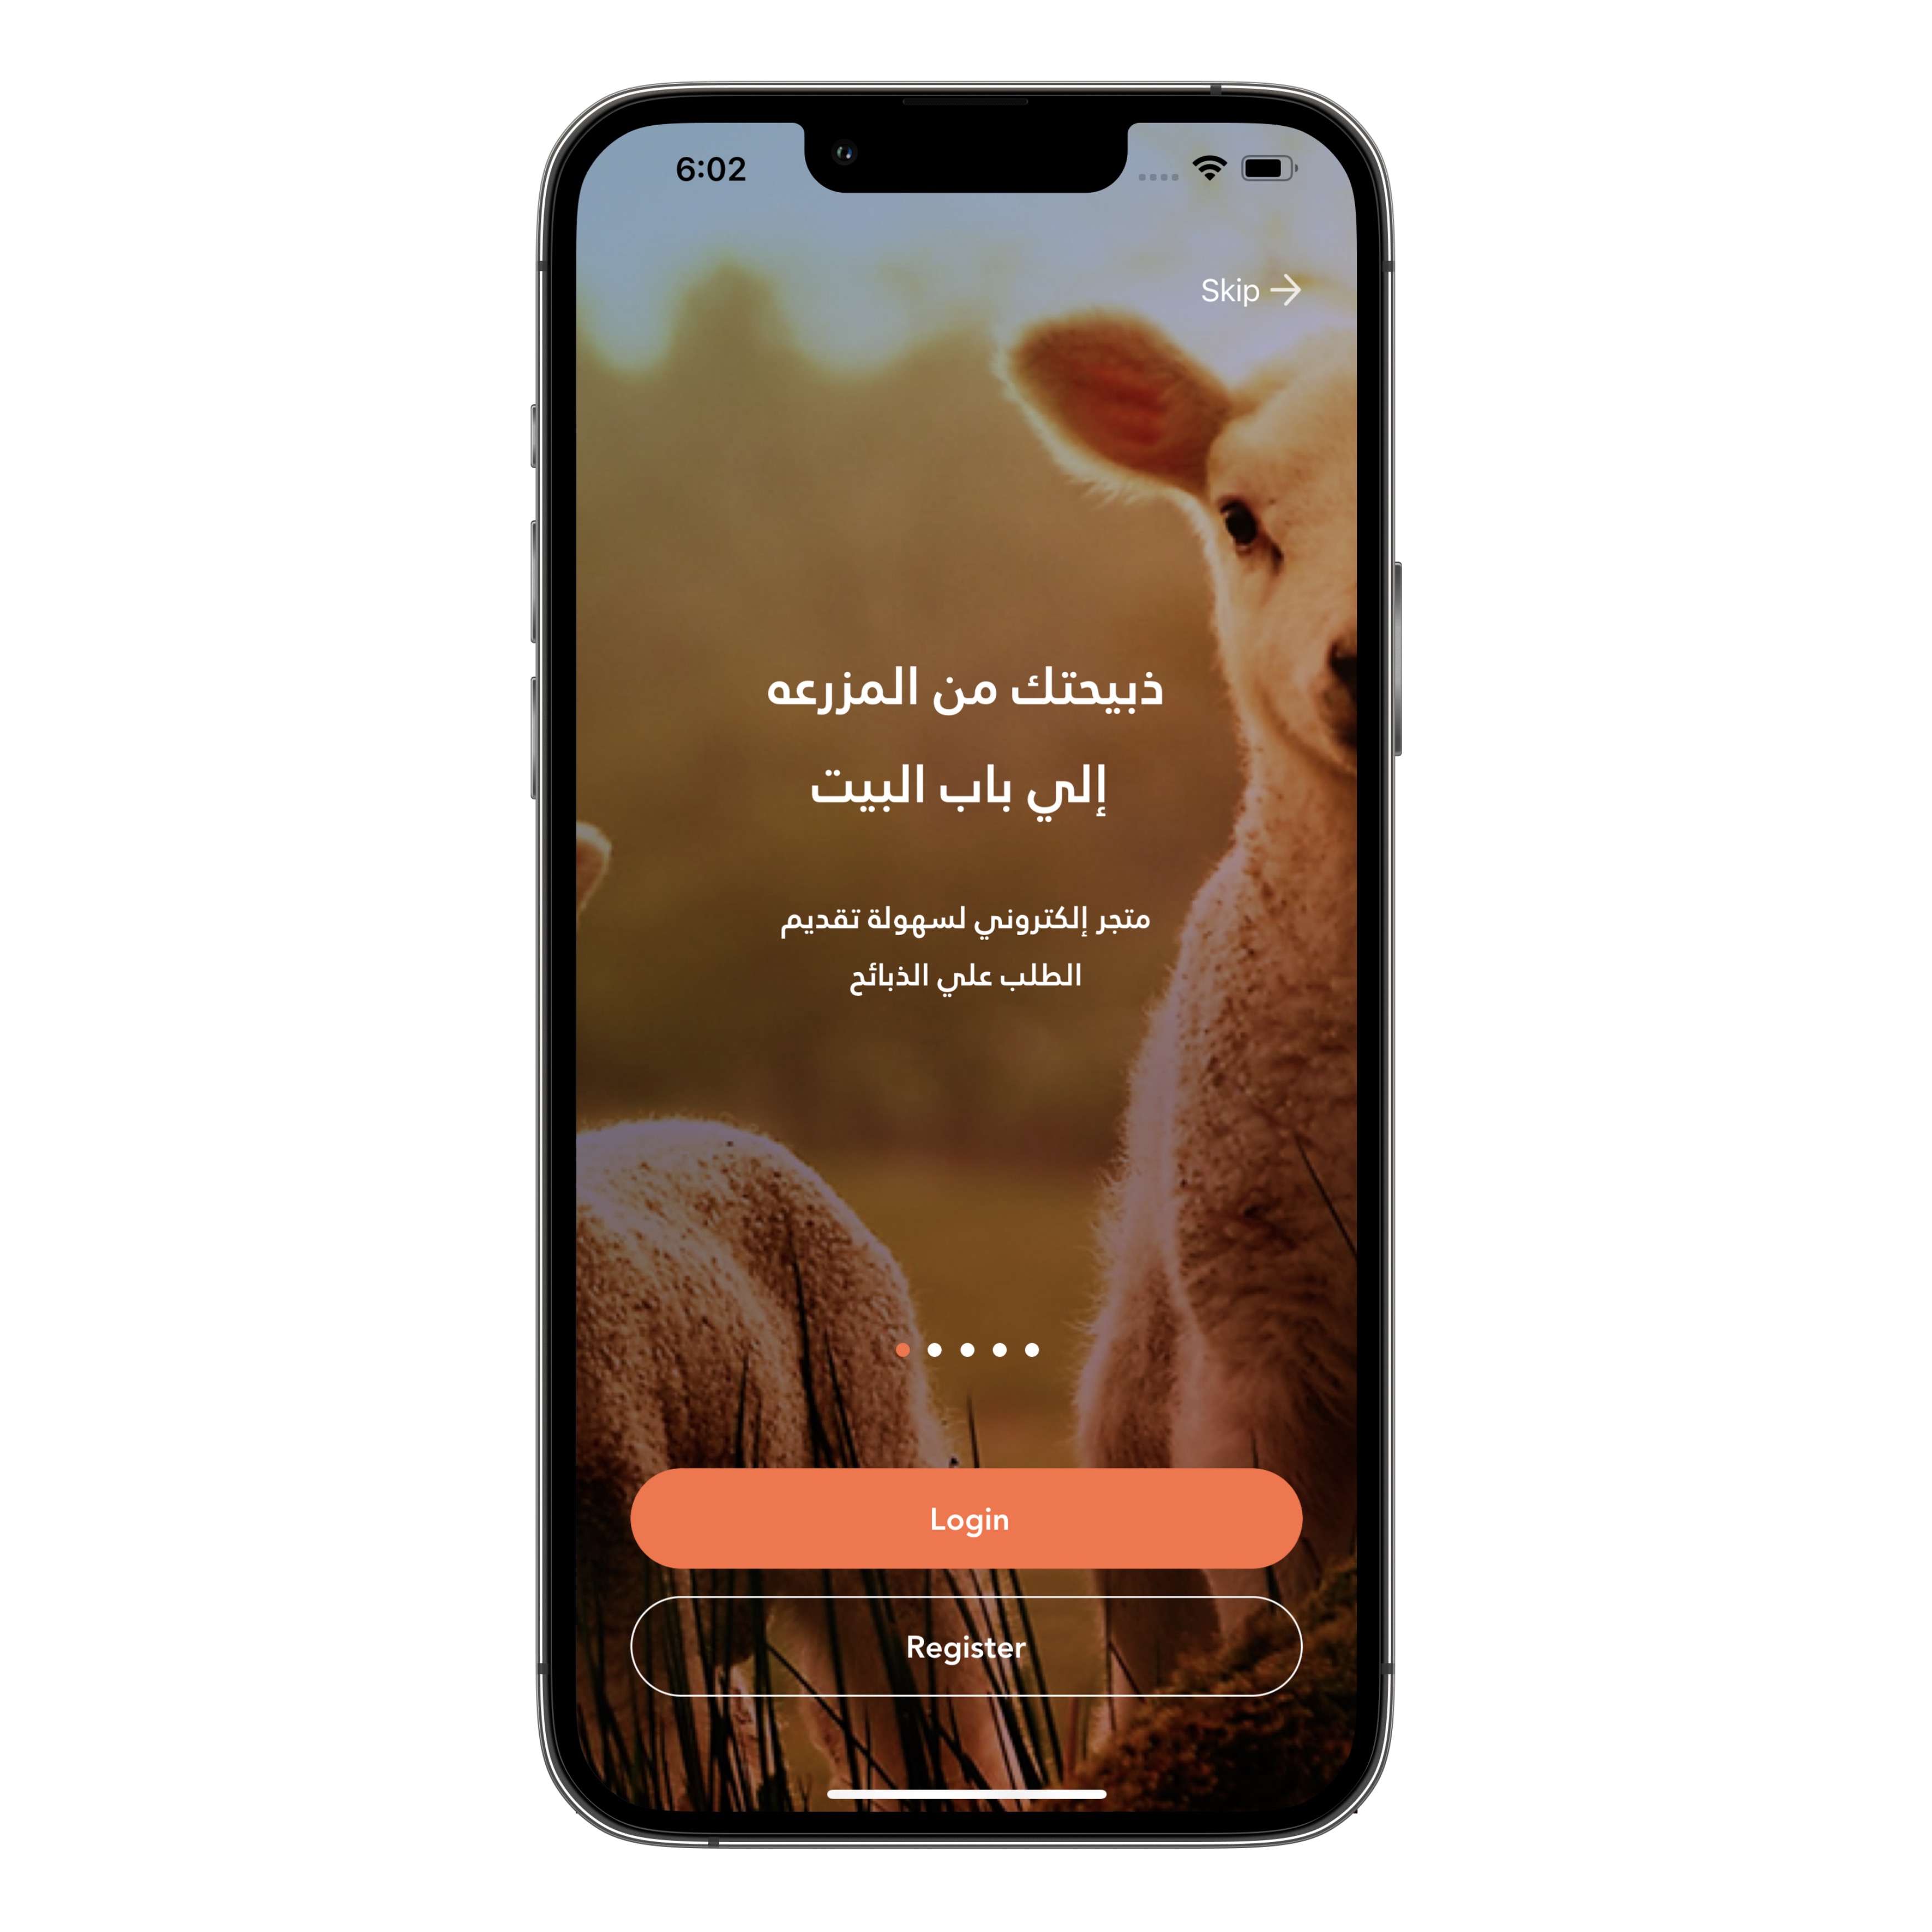 6:02
Skip
ذبيحتك من المزرعه
إلي باب البيت
متجر إلكتروني لسهولة تقديم
الطلب علي الذبائح
Login
Register